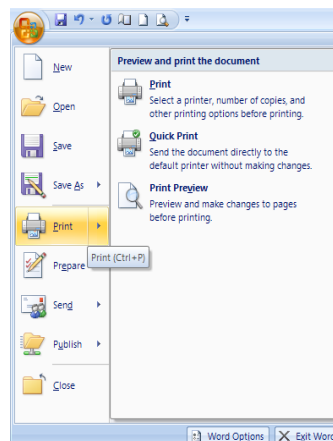 New
Open
Save
Save As
Print
Print (Ctrl+P)
Prepare
Send
Publish
Close
Preview and print the document
Print
Select a printer, number of copies, and
other printing options before printing.
Quick Print
Send the document directly to the
default printer without making changes.
Print Preview
Preview and make changes to pages
before printing.
Word Options
Exit Word